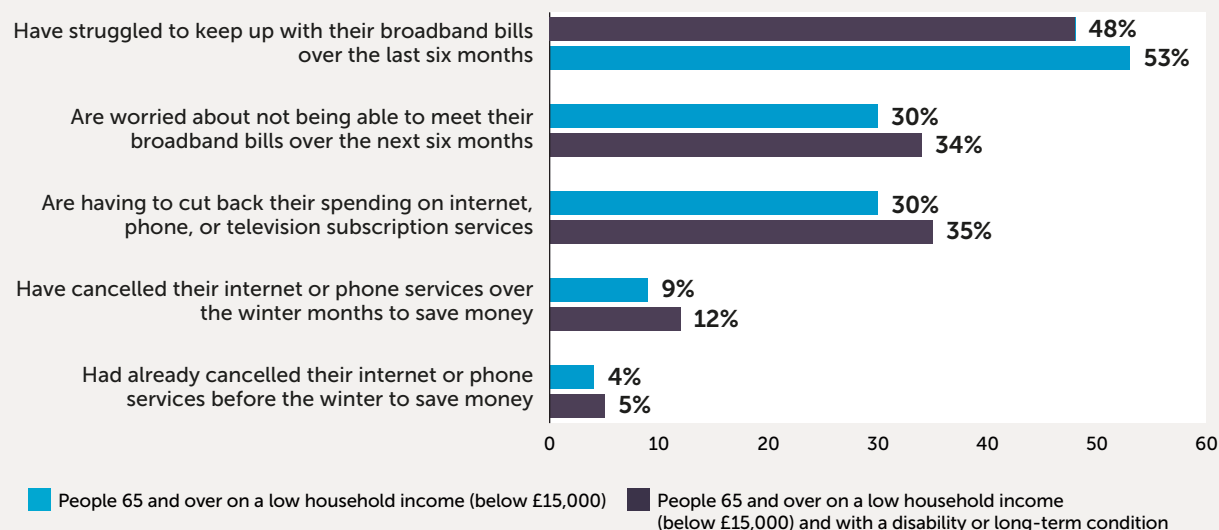 Have struggled to keep up with their broadband bills
over the last six months
48%
53%
Are worried about not being able to meet their
broadband bills over the next six months
30%
34%
Are having to cut back their spending on internet,
phone, or television subscription services
30%
35%
Have cancelled their internet or phone services over
the winter months to save money
9%
12%
Had already cancelled their internet or phone
services before the winter to save money
4%
5%
0 10 20 30 40 50 60
People 65 and over on a low household income (below £15,000)
People 65 and over on a low household income
(below £15,000) and with a disability or long-term condition